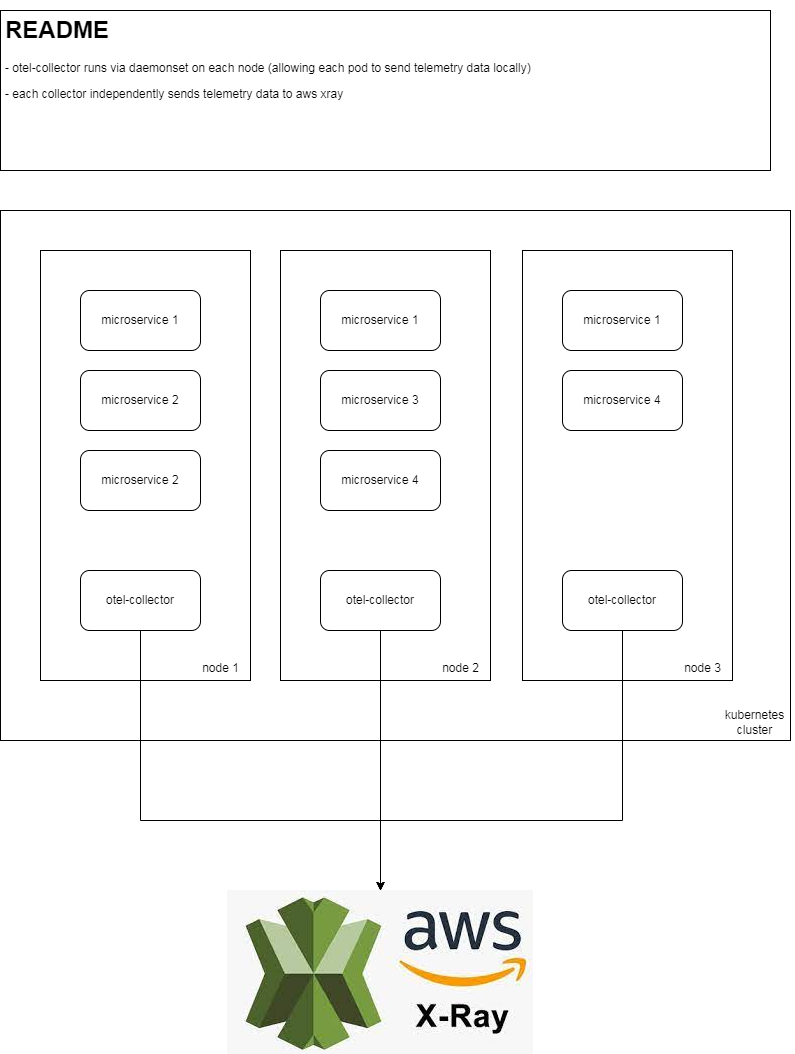 README
- otel-collector runs via daemonset on each node (allowing each pod to send telemetry data locally)
- each collector independently sends telemetry data to aws xray
microservice 1
microservice 2
microservice 2
otel-collector
node 1
microservice 1
microservice 3
microservice 4
otel-collector
node 2
microservice 1
microservice 4
otel-collector
node 3
kubernetes
cluster
aws
X-Ray